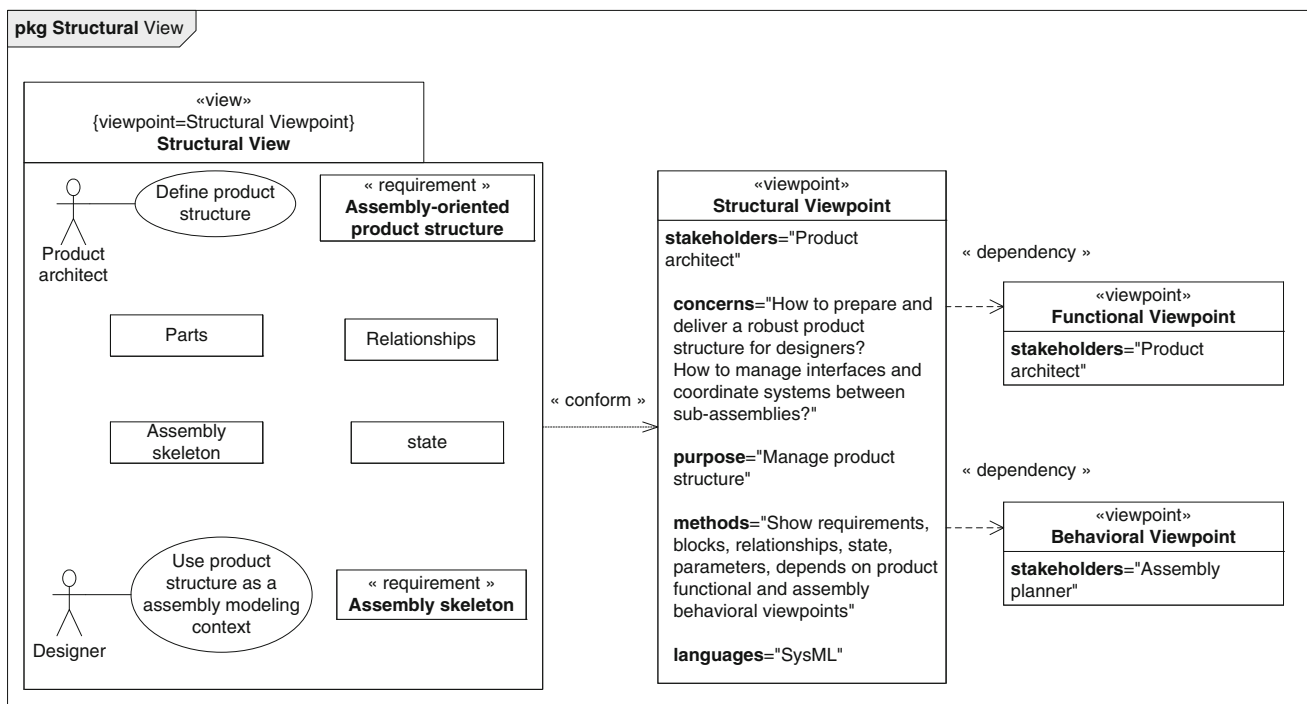 pkg Structural View
«view»
{viewpoint=Structural Viewpoint}
Structural View
Define product
structure
Product
architect
« requirement »
Assembly-oriented
product structure
Parts
Relationships
Assembly
skeleton
state
Use product
structure as a
assembly modeling
context
Designer
« requirement »
Assembly skeleton
« conform »
«viewpoint»
Structural Viewpoint
stakeholders="Product
architect"
concerns="How to prepare and
deliver a robust product
structure for designers?
How to manage interfaces and
coordinate systems between
sub-assemblies?"
purpose="Manage product
structure"
methods="Show requirements,
blocks, relationships, state,
parameters, depends on product
functional and assembly
behavioral viewpoints"
languages="SysML"
« dependency »
«viewpoint»
Functional Viewpoint
stakeholders="Product
architect"
« dependency »
«viewpoint»
Behavioral Viewpoint
stakeholders="Assembly
planner"